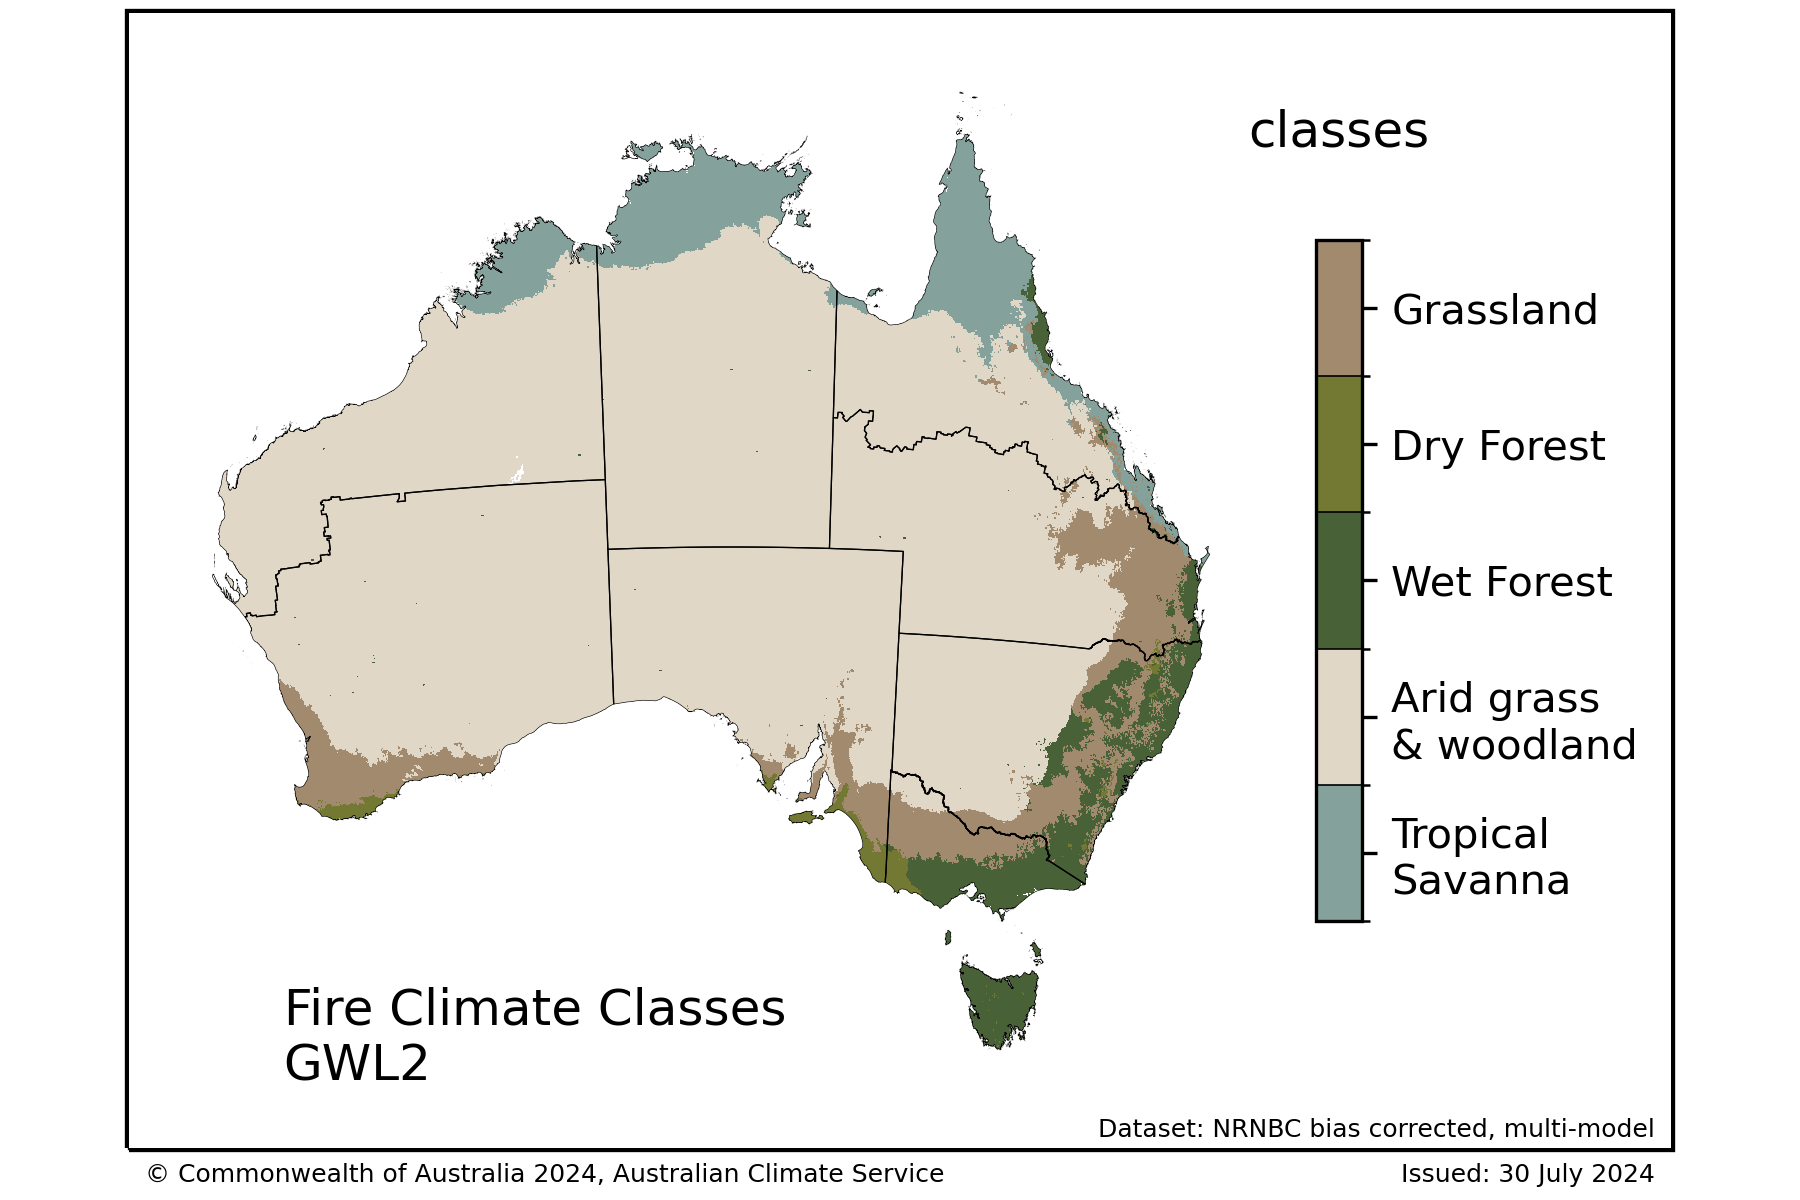 classes
Grassland
Dry Forest
Wet Forest
Arid grass
& woodland
Tropical
Savanna
Fire Climate Classes
GWL2
Dataset: NRNBC bias corrected, multi-model
© Commonwealth of Australia 2024, Australian Climate Service
Issued: 30 July 2024